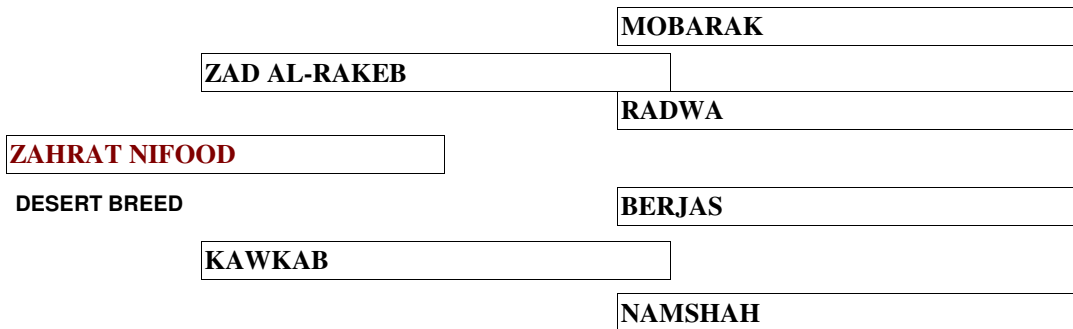 MOBARAK
ZAD AL-RAKEB
RADWA
ZAHRAT NIFOOD
DESERT BREED
BERJAS
KAWKAB
NAMSHAH